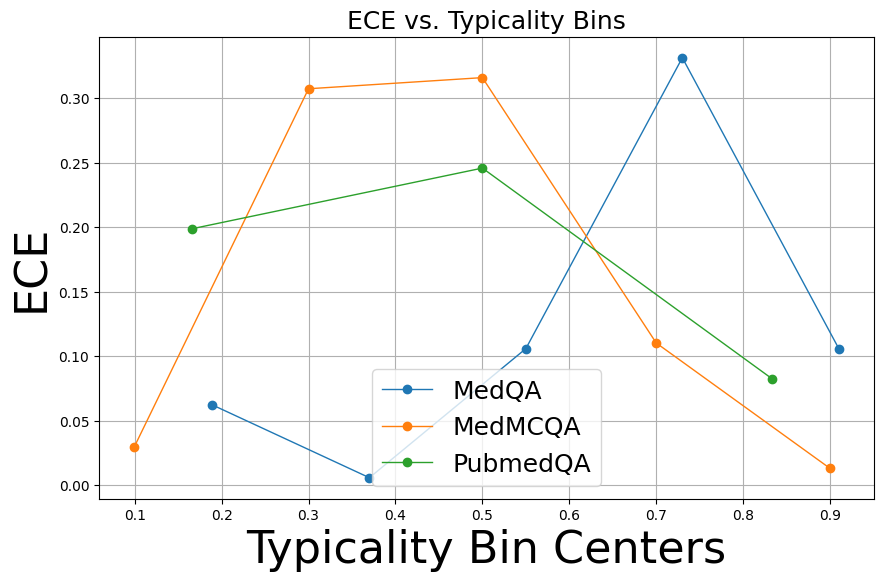 ECE vs. Typicality Bins
ECE
0.30
0.25
0.20
0.15
0.10
0.05
0.00
MedQA
MedMCQA
PubmedQA
0.1 0.2 0.3 0.4 0.5 0.6 0.7 0.8 0.9
Typicality Bin Centers